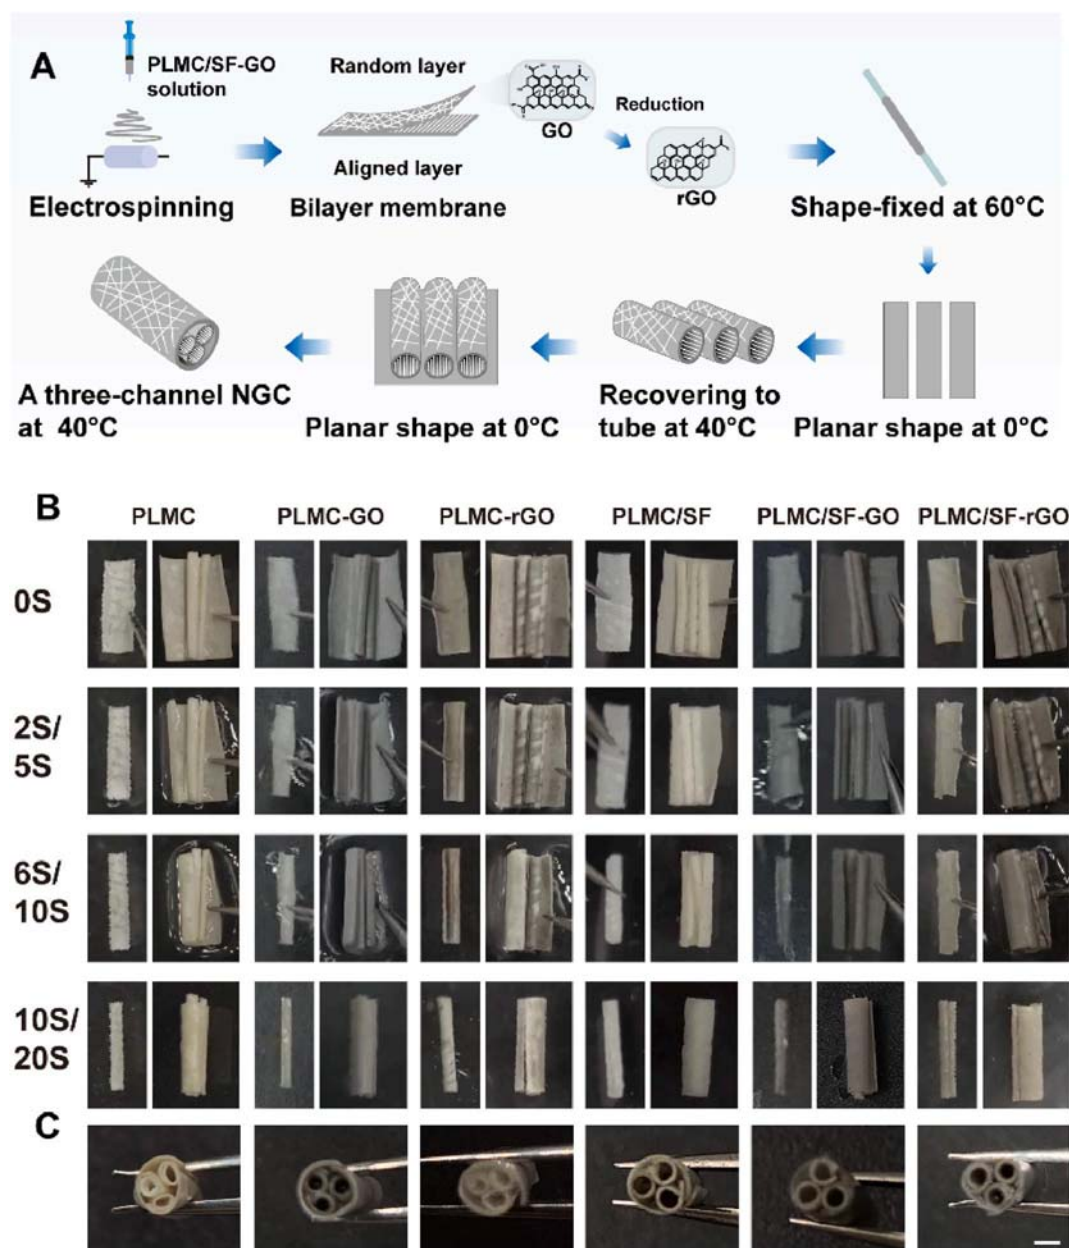 A
PLMC/SF-GO
solution
Random layer
Aligned layer
GO
Reduction
rGO
Electrospinning
Bilayer membrane
Shape-fixed at 60°C
A three-channel NGC
at 40°C
Planar shape at 0°C
Recovering to
tube at 40°C
Planar shape at 0°C
B
PLMC
PLMC-GO
PLMC-rGO
PLMC/SF
PLMC/SF-GO
PLMC/SF-rGO
0S
2S/
5S
6S/
10S
10S/
20S
C